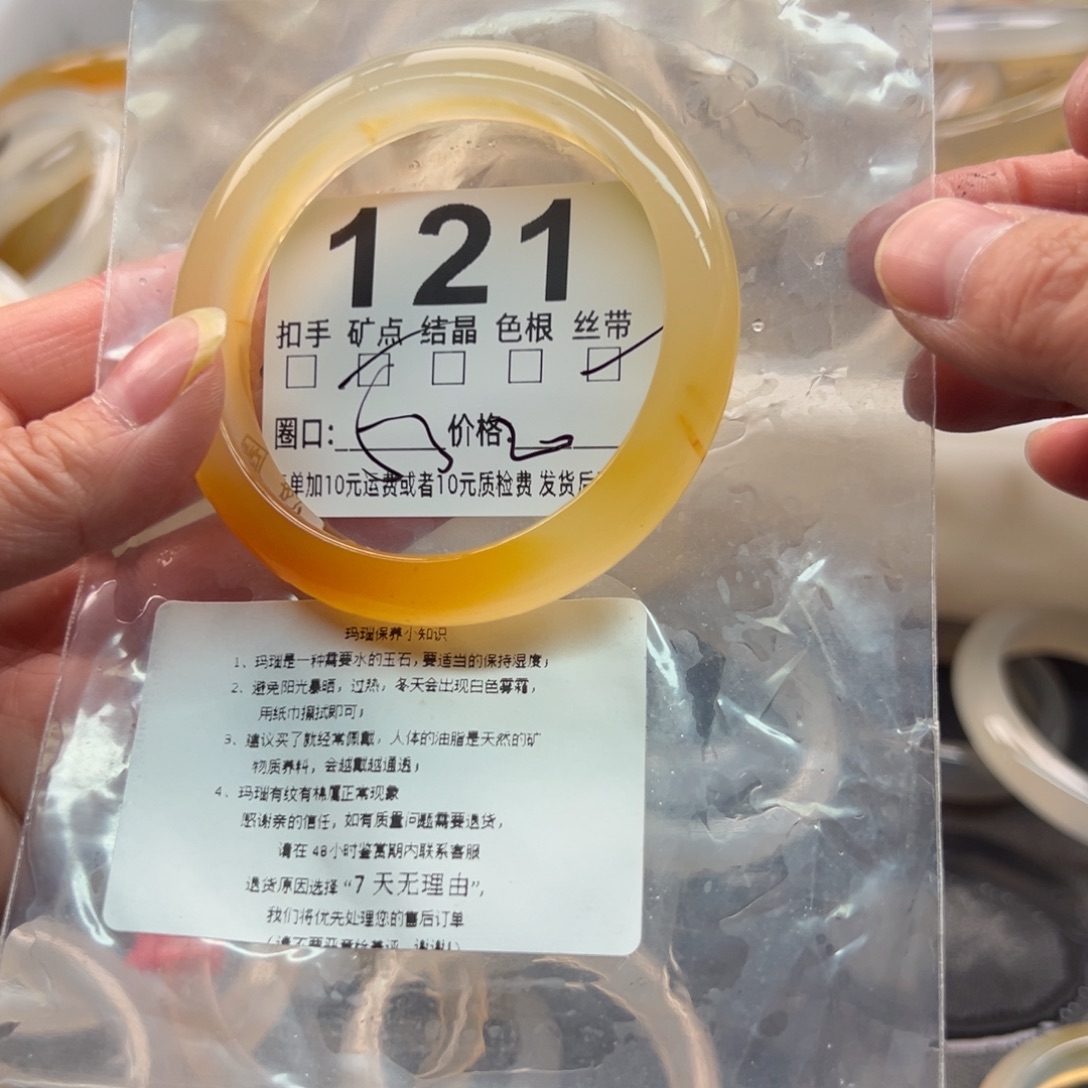 121
扣手 矿点 结晶 色根 丝带
圈口: 价格
单加10元运费或者10元质检费 发货后
玛瑙保养小知识
1、玛瑙是一种需要水的玉石，要适当的保持湿度；
2、避免阳光暴晒，过热，冬天会出现白色雾霜，
用纸巾擦拭即可；
3、建议买了就经常佩戴，人体的油脂是天然的矿
物质养料，会越戴越通透；
4、玛瑙有纹有棉属正常现象
感谢亲的信任，如有质量问题需要退货，
请在48小时鉴赏期内联系客服
退货原因选择“7天无理由”，
我们将优先处理您的售后订单